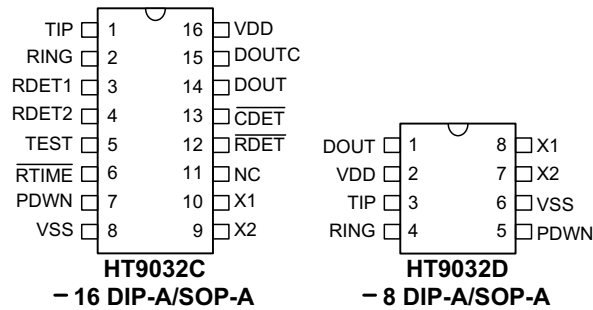 TIP 1 16 VDD
RING 2 15 DOUTC
RDET1 3 14 DOUT
RDET2 4 13 CDET
TEST 5 12 RDET
RTIME 6 11 NC
PDWN 7 10 X1
VSS 8 9 X2
HT9032C
– 16 DIP-A/SOP-A
DOUT 1 8 X1
VDD 2 7 X2
TIP 3 6 VSS
RING 4 5 PDWN
HT9032D
– 8 DIP-A/SOP-A